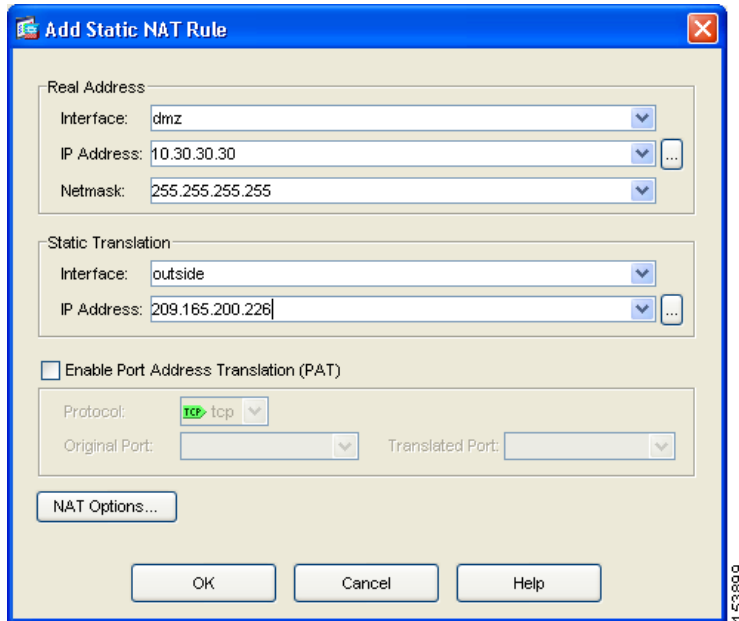 Add Static NAT Rule
Real Address
Interface: dmz
IP Address: 10.30.30.30 ...
Netmask: 255.255.255.255
Static Translation
Interface: outside
IP Address: 209.165.200.226 ...
Enable Port Address Translation (PAT)
Protocol: TCP tcp
Original Port: Translated Port:
NAT Options...
OK Cancel Help
153899